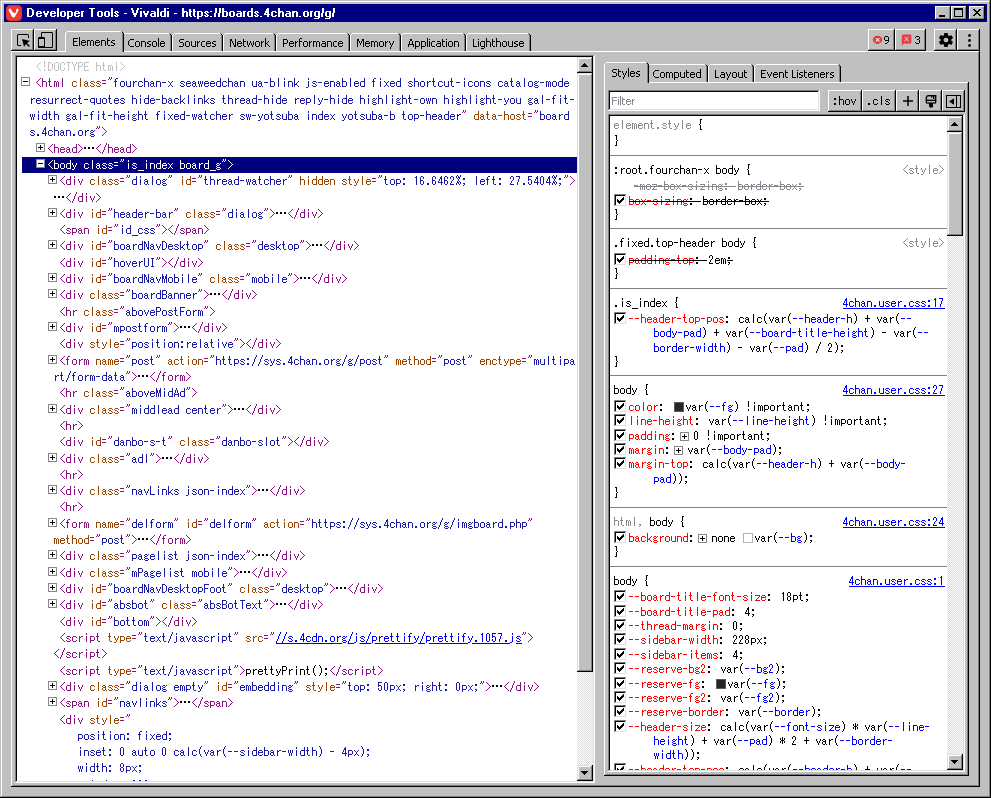 Developer Tools - Vivaldi - https://boards.4chan.org/g/
Elements Console Sources Network Performance Memory Application Lighthouse 9 3
<!DOCTYPE html>
<html class="fourchan-x seaweedchan ua-blink js-enabled fixed shortcut-icons catalog-mode
resurrect-quotes hide-backlinks thread-hide reply-hide highlight-own highlight-you gal-fit-
width gal-fit-height fixed-watcher sw-yotsuba index yotsuba-b top-header" data-host="board
s.4chan.org">
<head>…</head>
<body class="is_index board_g">
<div class="dialog" id="thread-watcher" hidden style="top: 16.6462%; left: 27.5404%;">
…</div>
<div id="header-bar" class="dialog">…</div>
<span id="id_css"></span>
<div id="boardNavDesktop" class="desktop">…</div>
<div id="hoverUI"></div>
<div id="boardNavMobile" class="mobile">…</div>
<div class="boardBanner">…</div>
<hr class="abovePostForm">
<div id="mpostform">…</div>
<div style="position:relative"></div>
<form name="post" action="https://sys.4chan.org/g/post" method="post" enctype="multipa
rt/form-data">…</form>
<hr class="aboveMidAd">
<div class="middlead center">…</div>
<hr>
<div id="danbo-s-t" class="danbo-slot"></div>
<div class="adl">…</div>
<hr>
<div class="navLinks json-index">…</div>
<hr>
<form name="delform" id="delform" action="https://sys.4chan.org/g/imgboard.php"
method="post">…</form>
<div class="pagelist json-index">…</div>
<div class="mPagelist mobile">…</div>
<div id="boardNavDesktopFoot" class="desktop">…</div>
<div id="absbot" class="absBotText">…</div>
<div id="bottom"></div>
<script type="text/javascript" src="//s.4cdn.org/js/prettify/prettify.1057.js">
</script>
<script type="text/javascript">prettyPrint();</script>
<div class="dialog empty" id="embedding" style="top: 50px; right: 0px;">…</div>
<span id="navlinks">…</span>
<div style="
position: fixed;
inset: 0 auto 0 calc(var(--sidebar-width) - 4px);
width: 8px;
Styles Computed Layout Event Listeners
Filter :hov .cls +
element.style {
}
:root.fourchan-x body { <style>
-moz-box-sizing: border-box;
box-sizing: border-box;
}
.fixed.top-header body { <style>
padding-top: 2em;
}
.is_index { 4chan.user.css:17
--header-top-pos: calc(var(--header-h) + var(--
body-pad) + var(--board-title-height) - var(--
border-width) - var(--pad) / 2);
}
body { 4chan.user.css:27
color: var(--fg) !important;
line-height: var(--line-height) !important;
padding: 0 !important;
margin: var(--body-pad);
margin-top: calc(var(--header-h) + var(--body-
pad));
}
html, body { 4chan.user.css:24
background: none var(--bg);
}
body { 4chan.user.css:1
--board-title-font-size: 18pt;
--board-title-pad: 4;
--thread-margin: 0;
--sidebar-width: 228px;
--sidebar-items: 4;
--reserve-bg2: var(--bg2);
--reserve-fg: var(--fg);
--reserve-fg2: var(--fg2);
--reserve-border: var(--border);
--header-size: calc(var(--font-size) * var(--line-
height) + var(--pad) * 2 + var(--border-
width));
--header-top-pos: calc(var(--header-h) + var(--